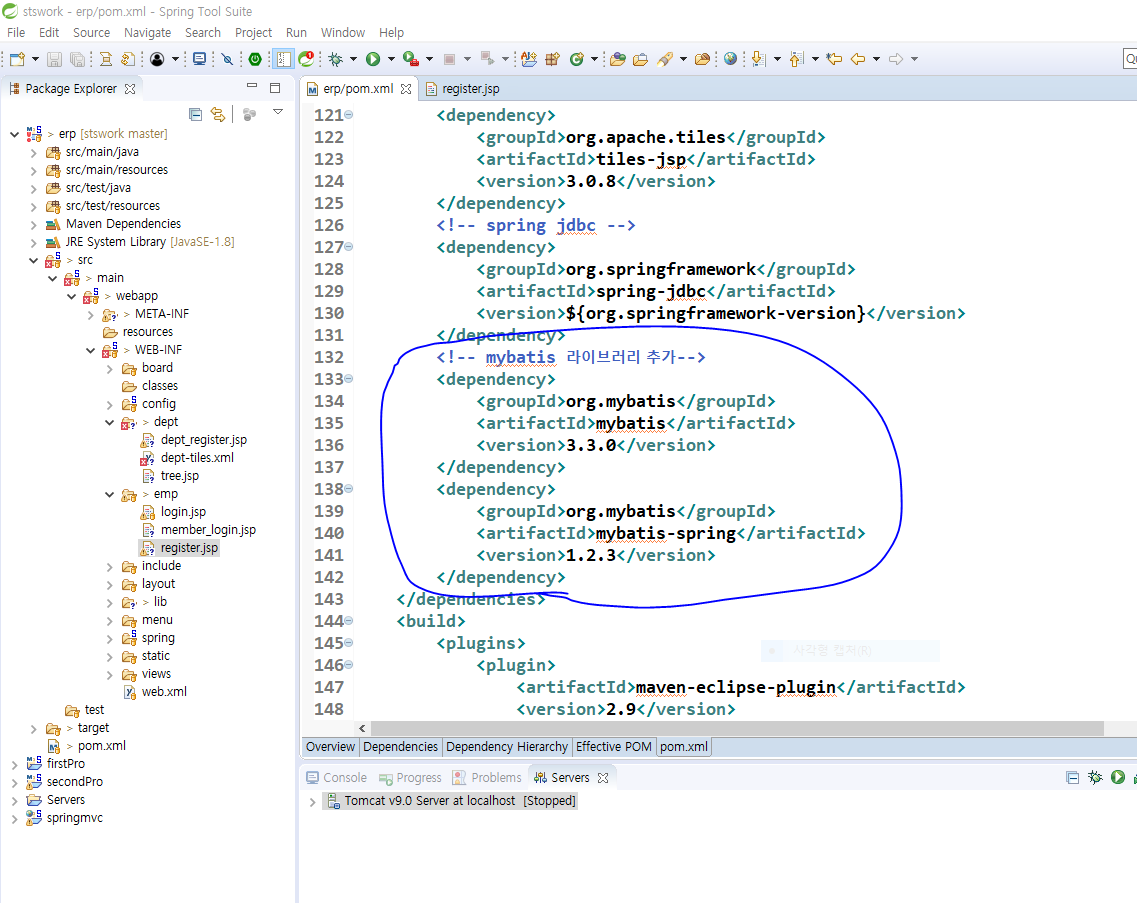 stswork - erp/pom.xml - Spring Tool Suite
File Edit Source Navigate Search Project Run Window Help
Package Explorer
erp [stswork master]
src/main/java
src/main/resources
src/test/java
src/test/resources
Maven Dependencies
JRE System Library [JavaSE-1.8]
> src
> main
> webapp
> META-INF
resources
> WEB-INF
board
classes
config
> dept
dept_register.jsp
dept-tiles.xml
tree.jsp
> emp
login.jsp
member_login.jsp
register.jsp
include
layout
> lib
menu
spring
static
views
web.xml
test
> target
> pom.xml
firstPro
secondPro
Servers
springmvc
erp/pom.xml register.jsp
121 <dependency>
122 <groupId>org.apache.tiles</groupId>
123 <artifactId>tiles-jsp</artifactId>
124 <version>3.0.8</version>
125 </dependency>
126 <!-- spring jdbc -->
127 <dependency>
128 <groupId>org.springframework</groupId>
129 <artifactId>spring-jdbc</artifactId>
130 <version>${org.springframework-version}</version>
131 </dependency>
132 <!-- mybatis 라이브러리 추가-->
133 <dependency>
134 <groupId>org.mybatis</groupId>
135 <artifactId>mybatis</artifactId>
136 <version>3.3.0</version>
137 </dependency>
138 <dependency>
139 <groupId>org.mybatis</groupId>
140 <artifactId>mybatis-spring</artifactId>
141 <version>1.2.3</version>
142 </dependency>
143 </dependencies>
144 <build>
145 <plugins>
146 <plugin>
147 <artifactId>maven-eclipse-plugin</artifactId>
148 <version>2.9</version>
사각형 캡처(R)
Overview Dependencies Dependency Hierarchy Effective POM pom.xml
Console Progress Problems Servers
Tomcat v9.0 Server at localhost [Stopped]